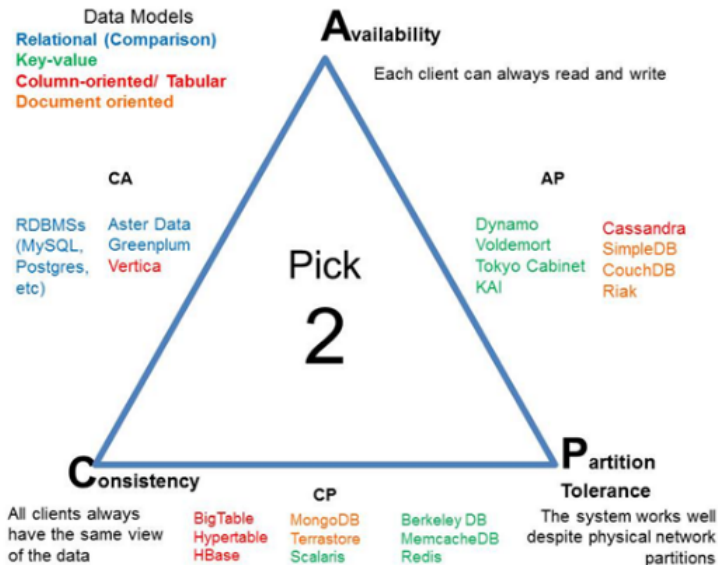 Data Models
Relational (Comparison)
Key-value
Column-oriented/ Tabular
Document oriented
Availability
Each client can always read and write
CA
RDBMSs
(MySQL,
Postgres,
etc)
Aster Data
Greenplum
Vertica
Pick
2
AP
Dynamo
Voldemort
Tokyo Cabinet
KAI
Cassandra
SimpleDB
CouchDB
Riak
Consistency
All clients always
have the same view
of the data
CP
BigTable
Hypertable
HBase
MongoDB
Terrastore
Scalaris
Berkeley DB
MemcacheDB
Redis
Partition
Tolerance
The system works well
despite physical network
partitions